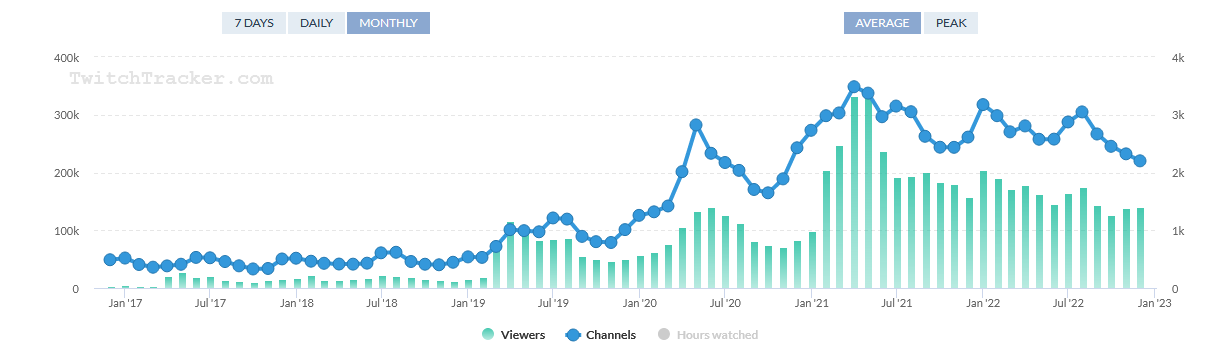 7 DAYS DAILY MONTHLY AVERAGE PEAK
400k 4k
TwitchTracker.com
300k 3k
200k 2k
100k 1k
0 0
Jan '17 Jul '17 Jan '18 Jul '18 Jan '19 Jul '19 Jan '20 Jul '20 Jan '21 Jul '21 Jan '22 Jul '22 Jan '23
Viewers Channels Hours watched